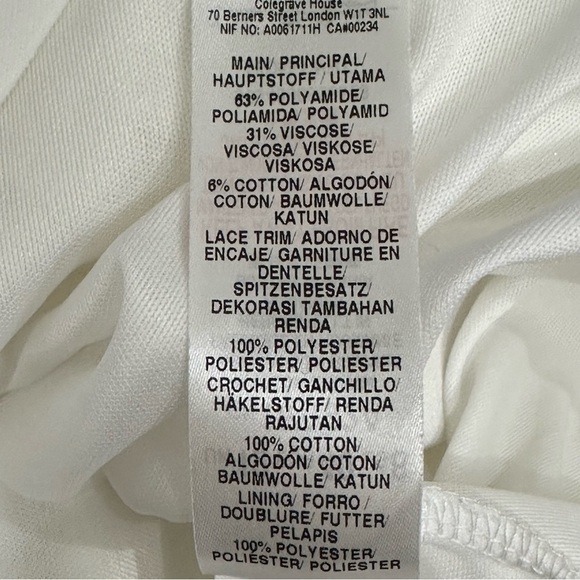 Colegrave House
70 Berners Street London W1T 3NL
NIF NO: A0061711H CA#00234
MAIN/ PRINCIPAL/
HAUPTSTOFF / UTAMA
63% POLYAMIDE/
POLIAMIDA/ POLYAMID
31% VISCOSE/
VISCOSA/ VISKOSE/
VISKOSA
6% COTTON/ ALGODÓN/
COTON/ BAUMWOLLE/
KATUN
LACE TRIM/ ADORNO DE
ENCAJE/ GARNITURE EN
DENTELLE/
SPITZENBESATZ/
DEKORASI TAMBAHAN
RENDA
100% POLYESTER/
POLIESTER/ POLIESTER
CROCHET/ GANCHILLO/
HÄKELSTOFF/ RENDA
RAJUTAN
100% COTTON/
ALGODÓN/ COTON/
BAUMWOLLE/ KATUN
LINING/ FORRO /
DOUBLURE/ FUTTER/
PELAPIS
100% POLYESTER/
POLIESTER/ POLIESTER